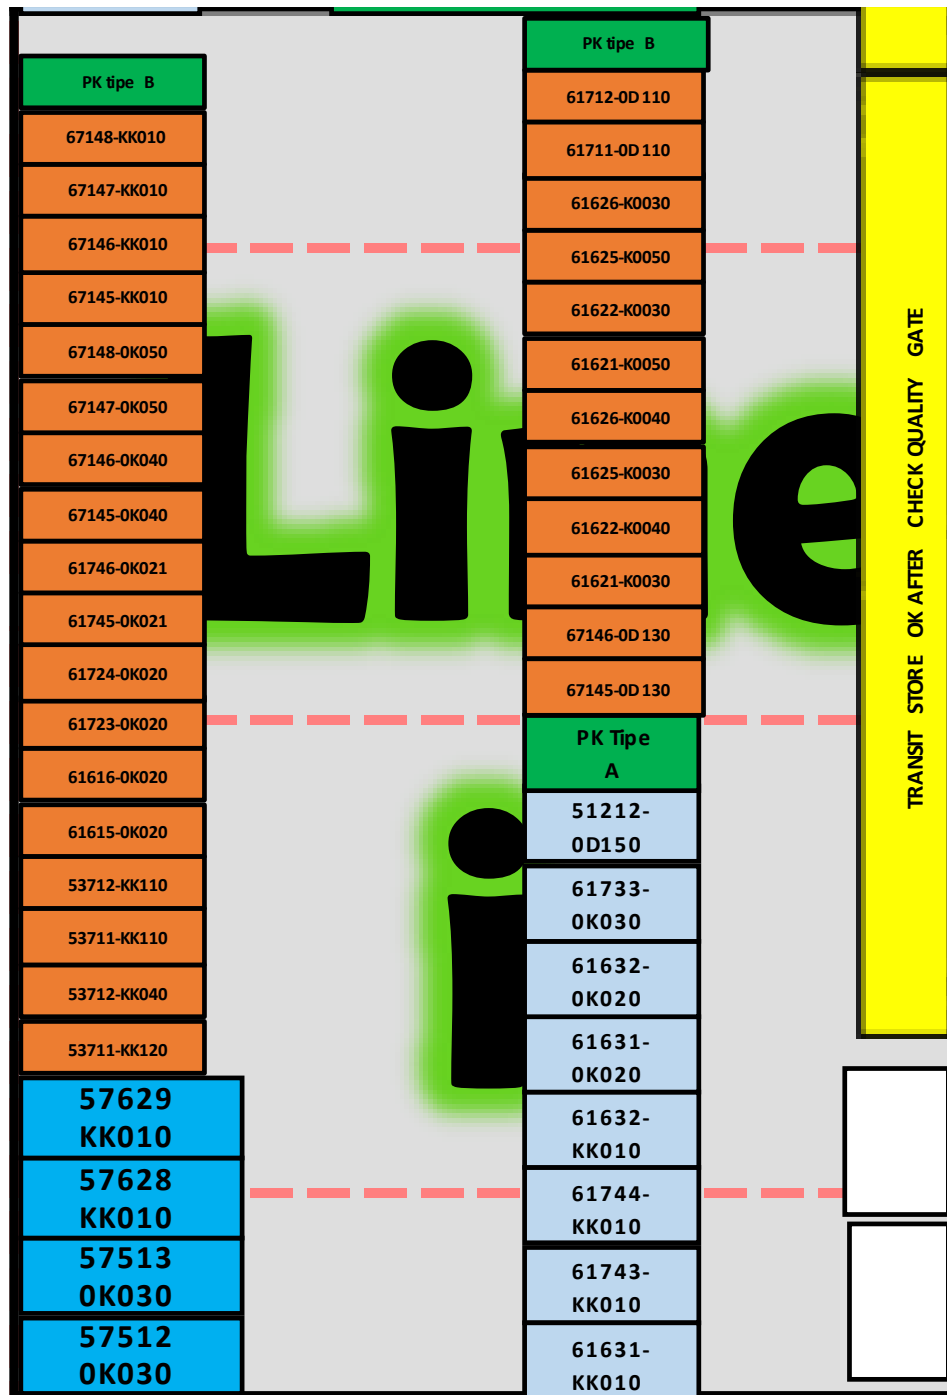 PK tipe B
67148-KK010
67147-KK010
67146-KK010
67145-KK010
67148-0K050
67147-0K050
67146-0K040
67145-0K040
61746-0K021
61745-0K021
61724-0K020
61723-0K020
61616-0K020
61615-0K020
53712-KK110
53711-KK110
53712-KK040
53711-KK120
57629
KK010
57628
KK010
57513
0K030
57512
0K030
PK tipe B
61712-0D110
61711-0D110
61626-K0030
61625-K0050
61622-K0030
61621-K0050
61626-K0040
61625-K0030
61622-K0040
61621-K0030
67146-0D130
67145-0D130
PK Tipe
A
51212-
0D150
61733-
0K030
61632-
0K020
61631-
0K020
61632-
KK010
61744-
KK010
61743-
KK010
61631-
KK010
TRANSIT STORE OK AFTER CHECK QUALITY GATE